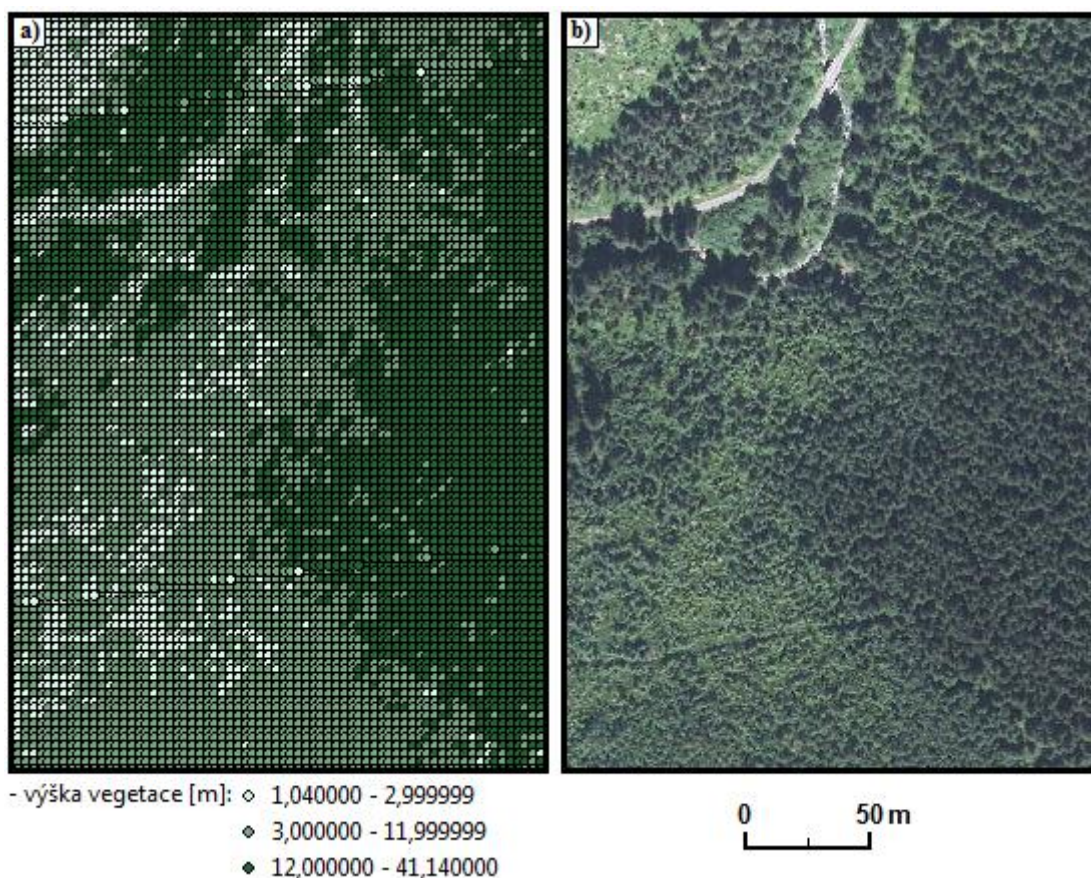 a)
b)
- výška vegetace [m]:
1,040000 - 2,999999
3,000000 - 11,999999
12,000000 - 41,140000
0 50 m